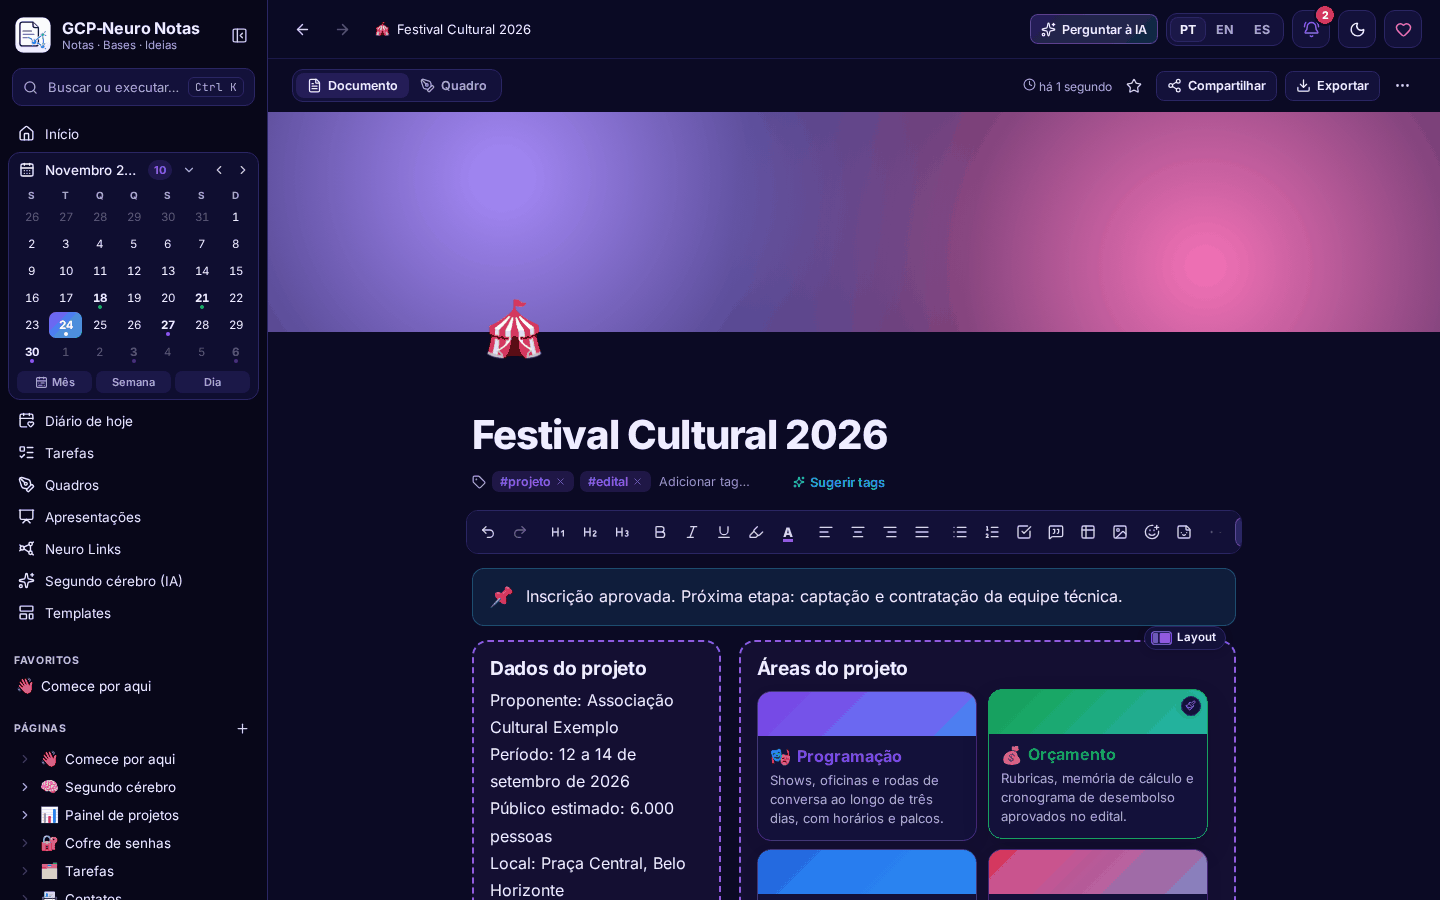 GCP-Neuro Notas
Notas · Bases · Ideias
Buscar ou executar... Ctrl K
Início
Novembro 2... 10
S T Q Q S S D
26 27 28 29 30 31 1
2 3 4 5 6 7 8
9 10 11 12 13 14 15
16 17 18 19 20 21 22
23 24 25 26 27 28 29
30 1 2 3 4 5 6
Mês Semana Dia
Diário de hoje
Tarefas
Quadros
Apresentações
Neuro Links
Segundo cérebro (IA)
Templates
FAVORITOS
Comece por aqui
PÁGINAS
Comece por aqui
Segundo cérebro
Painel de projetos
Cofre de senhas
Tarefas
Contatos
Festival Cultural 2026
Perguntar à IA
PT EN ES
2
Documento Quadro
há 1 segundo
Compartilhar
Exportar
Festival Cultural 2026
#projeto × #edital × Adicionar tag... Sugerir tags
H1 H2 H3 B I U A
Inscrição aprovada. Próxima etapa: captação e contratação da equipe técnica.
Layout
Dados do projeto
Proponente: Associação
Cultural Exemplo
Período: 12 a 14 de
setembro de 2026
Público estimado: 6.000
pessoas
Local: Praça Central, Belo
Horizonte
Áreas do projeto
Programação
Shows, oficinas e rodas de
conversa ao longo de três
dias, com horários e palcos.
Orçamento
Rubricas, memória de cálculo e
cronograma de desembolso
aprovados no edital.